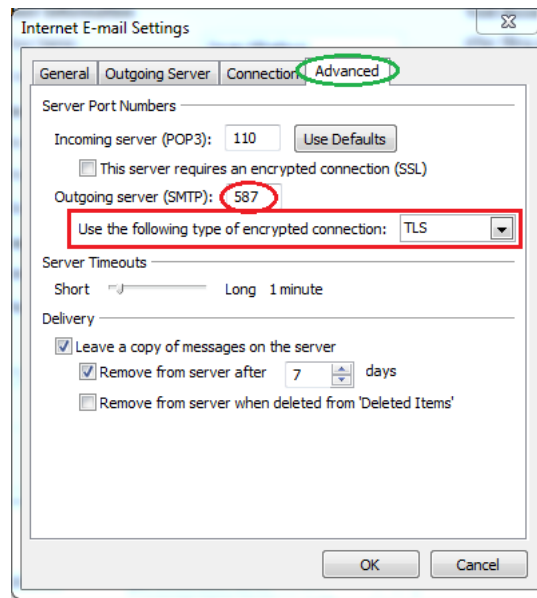 Internet E-mail Settings
General Outgoing Server Connection Advanced
Server Port Numbers
Incoming server (POP3): 110 Use Defaults
This server requires an encrypted connection (SSL)
Outgoing server (SMTP): 587
Use the following type of encrypted connection: TLS
Server Timeouts
Short Long 1 minute
Delivery
Leave a copy of messages on the server
Remove from server after 7 days
Remove from server when deleted from 'Deleted Items'
OK Cancel